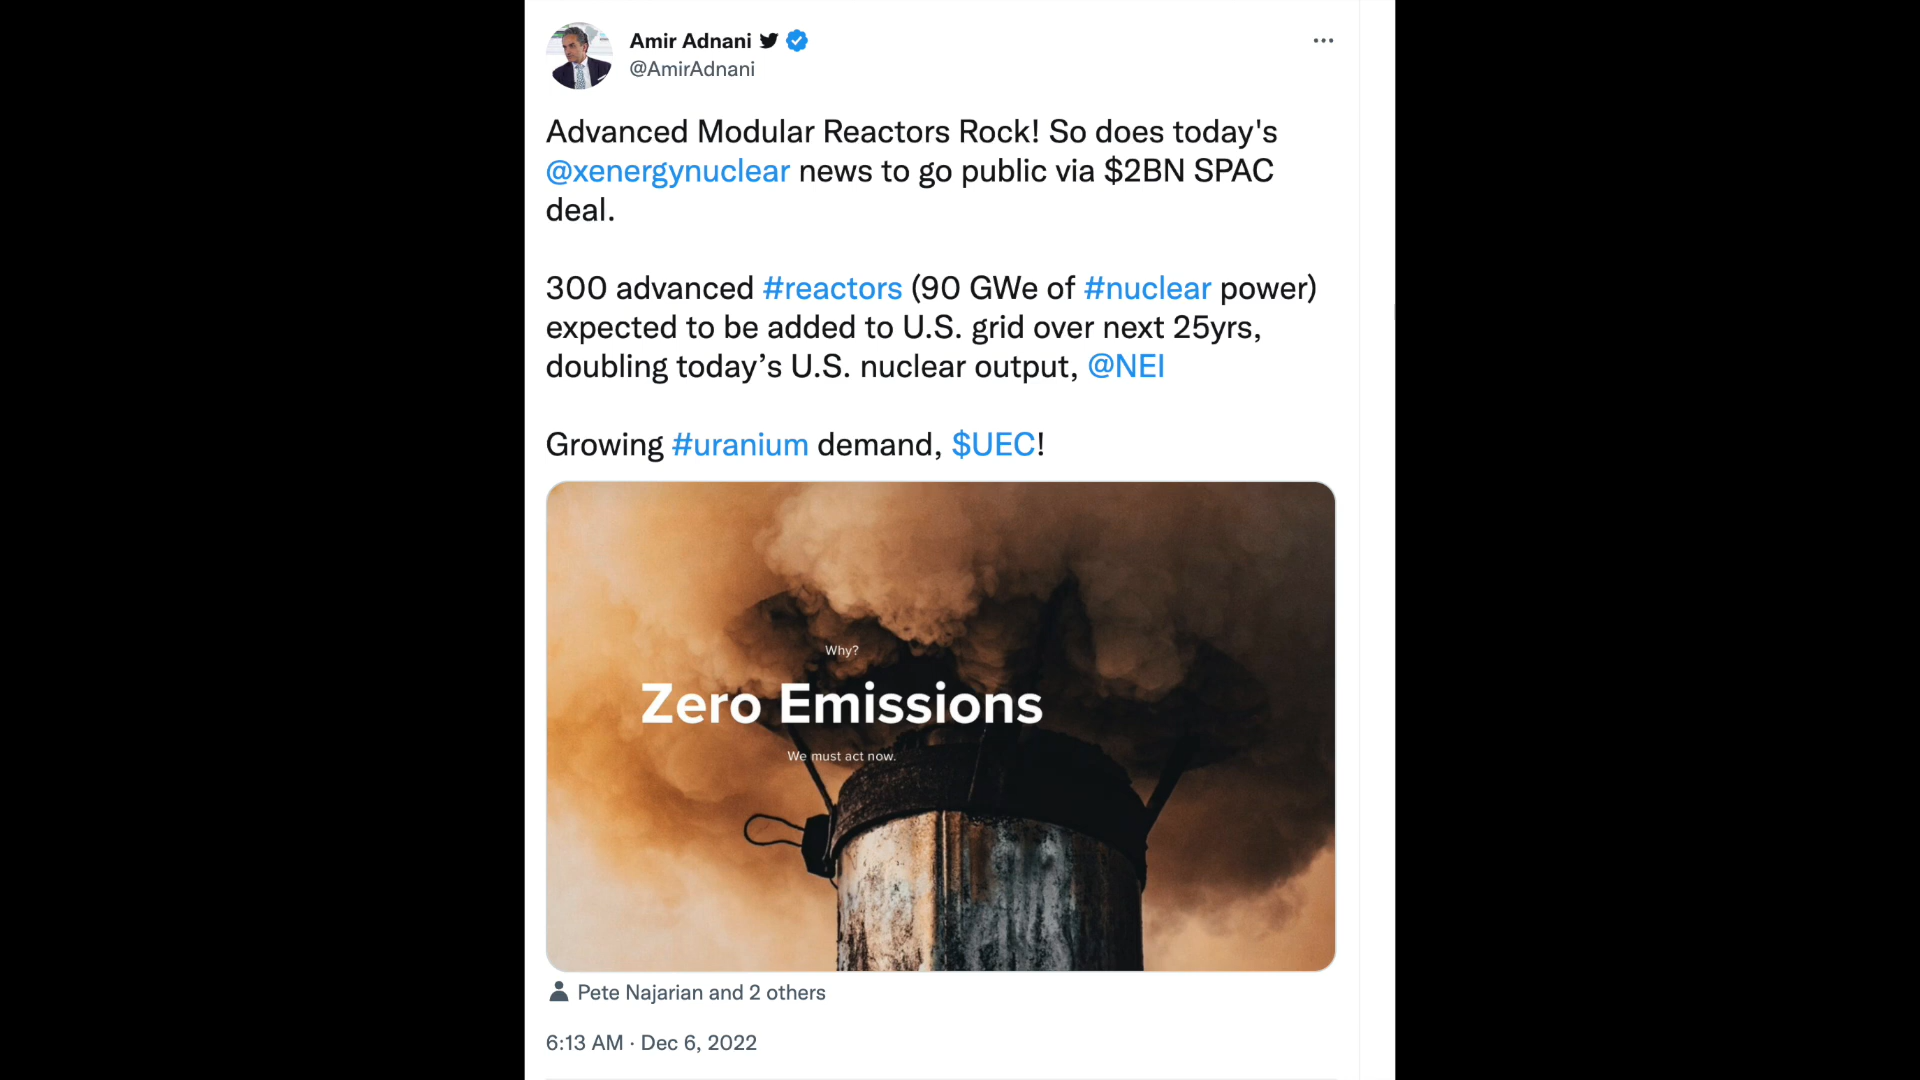 Amir Adnani
@AmirAdnani
Advanced Modular Reactors Rock! So does today's
@xenergynuclear news to go public via $2BN SPAC
deal.
300 advanced #reactors (90 GWe of #nuclear power)
expected to be added to U.S. grid over next 25yrs,
doubling today’s U.S. nuclear output, @NEI
Growing #uranium demand, $UEC!
Why?
Zero Emissions
We must act now.
Pete Najarian and 2 others
6:13 AM · Dec 6, 2022